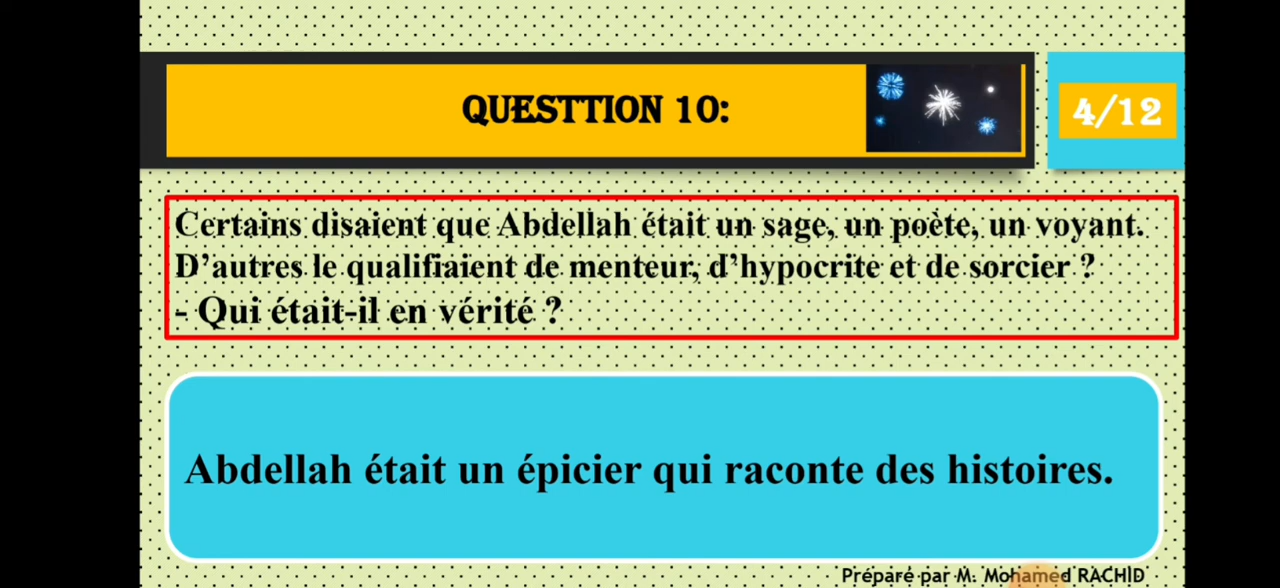 QUESTTION 10:
4/12
Certains disaient que Abdellah était un sage, un poète, un voyant.
D’autres le qualifiaient de menteur, d’hypocrite et de sorcier ?
- Qui était-il en vérité ?
Abdellah était un épicier qui raconte des histoires.
Préparé par M. Mohamed RACHID